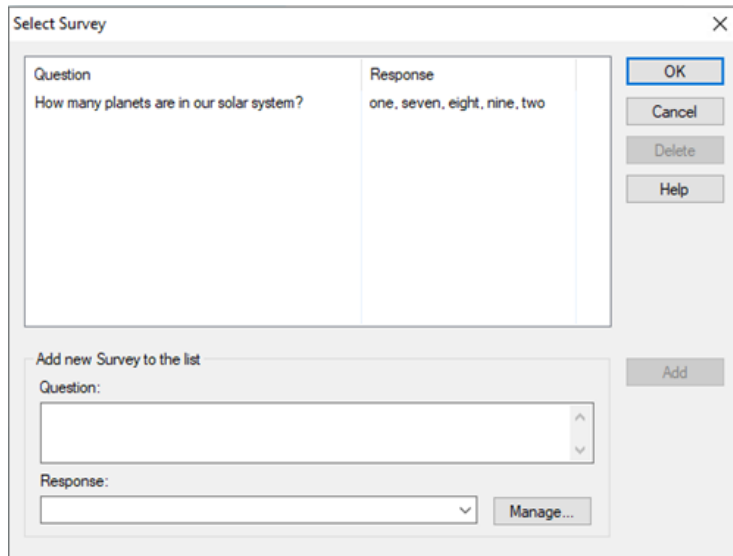 Select Survey
Question Response OK
How many planets are in our solar system? one, seven, eight, nine, two
Cancel
Delete
Help
Add new Survey to the list
Add
Question:
Response:
Manage...